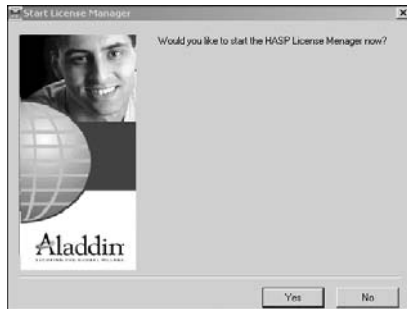 Start License Manager
Would you like to start the HASP License Manager now?
Aladdin
Yes
No